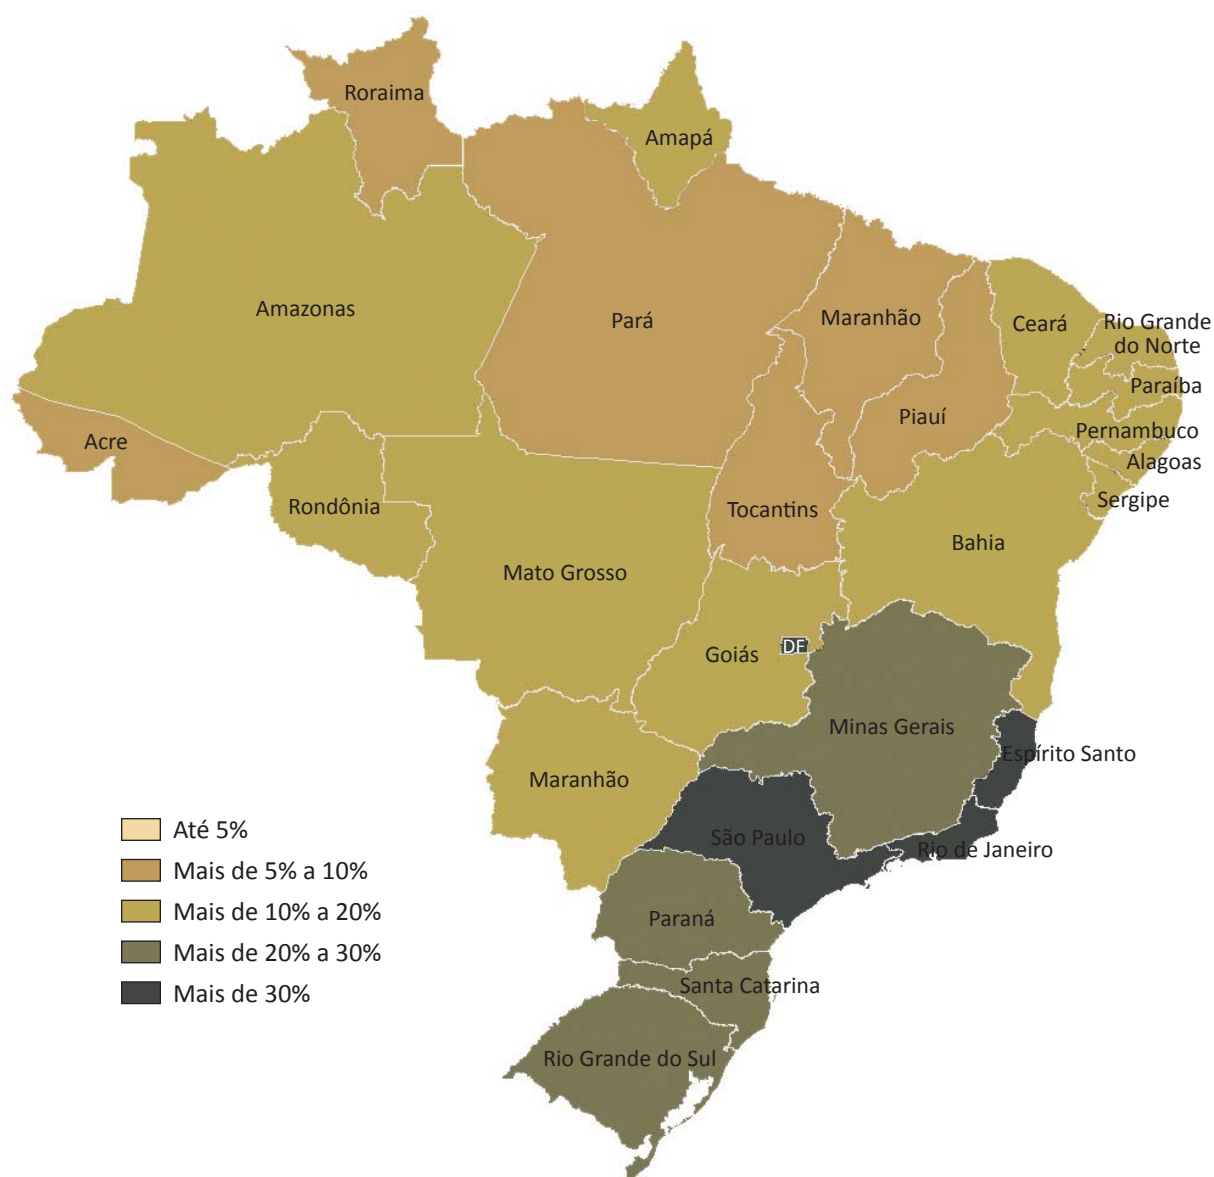 Roraima
Amapá
Amazonas
Pará
Maranhão
Ceará
Rio Grande
do Norte
Paraíba
Piauí
Pernambuco
Acre
Alagoas
Rondônia
Tocantins
Sergipe
Bahia
Mato Grosso
Goiás
DF
Minas Gerais
Espírito Santo
Maranhão
São Paulo
Rio de Janeiro
Paraná
Santa Catarina
Rio Grande do Sul
Até 5%
Mais de 5% a 10%
Mais de 10% a 20%
Mais de 20% a 30%
Mais de 30%